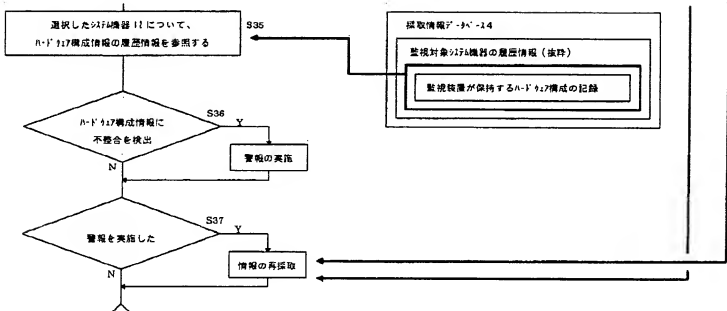 選択したシステム機器12について、
ハードウェア構成情報の履歴情報を参照する
S35
採取情報データベース4
監視対象システム機器の履歴情報(抜粋)
監視装置が保持するハードウェア構成の記録
S36
ハードウェア構成情報に
不整合を検出
Y
警報の実施
N
S37
警報を実施した
Y
情報の再採取
N